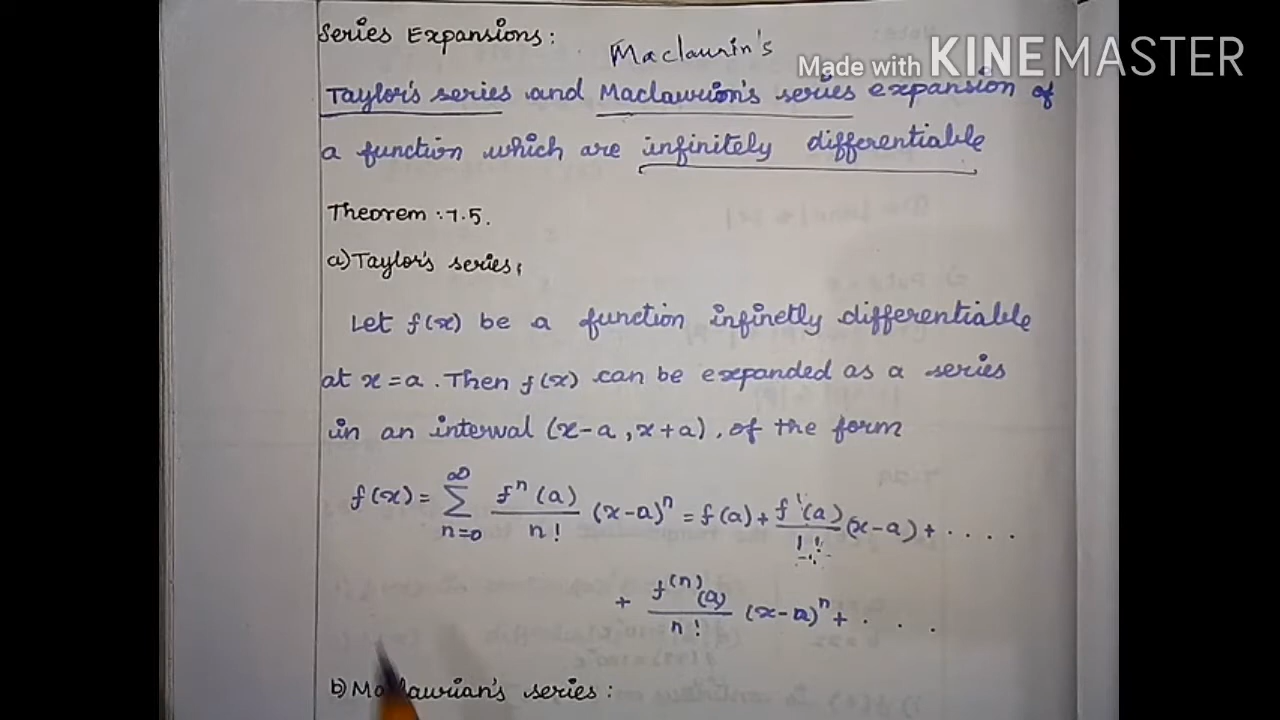 Series Expansions:
Maclaurin's
Made with KINEMASTER
Taylor's series and Maclawrion's series expansion of
a function which are infinitely differentiable
Theorem : 7.5.
a) Taylor's series:
Let f(x) be a function infinetly differentiable
at x = a. Then f(x) can be expanded as a series
in an interval (x-a, x+a), of the form
f(x) = ∑_{n=0}^{∞} f^n(a)/n! (x-a)^n = f(a) + f'(a)/1! (x-a) + ....
+ f^(n)(a)/n! (x-a)^n + ....
b) Maclawrian's series: